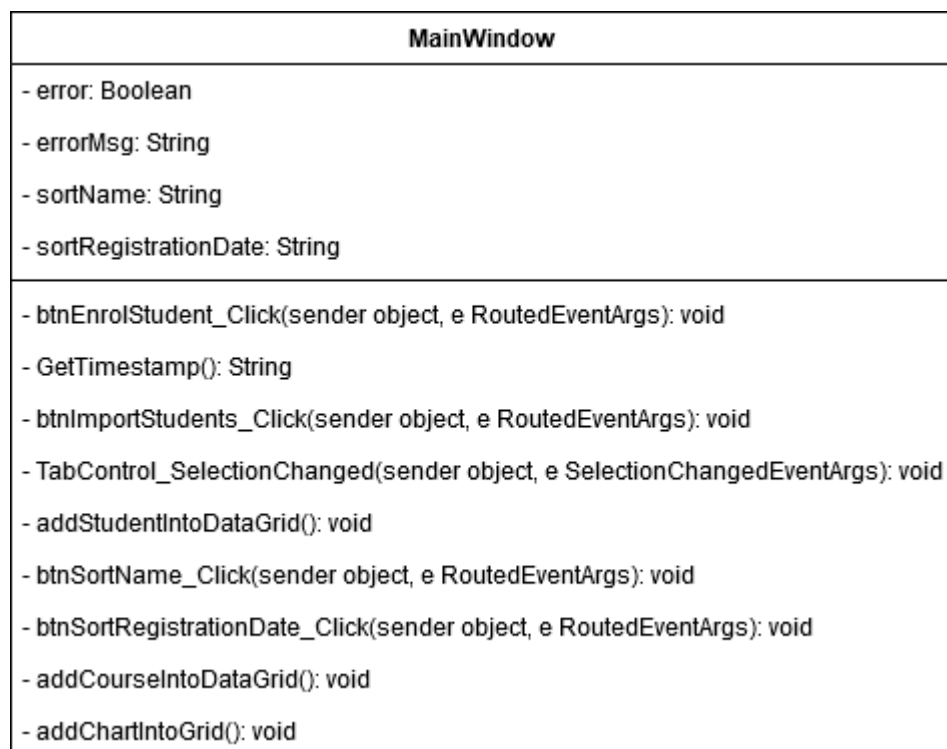 MainWindow
- error: Boolean
- errorMsg: String
- sortName: String
- sortRegistrationDate: String
- btnEnrolStudent_Click(sender object, e RoutedEventArgs): void
- GetTimestamp(): String
- btnImportStudents_Click(sender object, e RoutedEventArgs): void
- TabControl_SelectionChanged(sender object, e SelectionChangedEventArgs): void
- addStudentIntoDataGrid(): void
- btnSortName_Click(sender object, e RoutedEventArgs): void
- btnSortRegistrationDate_Click(sender object, e RoutedEventArgs): void
- addCourseIntoDataGrid(): void
- addChartIntoGrid(): void